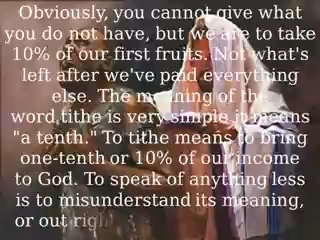 Obviously, you cannot give what
you do not have, but we are to take
10% of our first fruits. Not what's
left after we've paid everything
else. The meaning of the
word tithe is very simple it means
"a tenth." To tithe means to bring
one-tenth or 10% of our income
to God. To speak of anything less
is to misunderstand its meaning,
or out righ